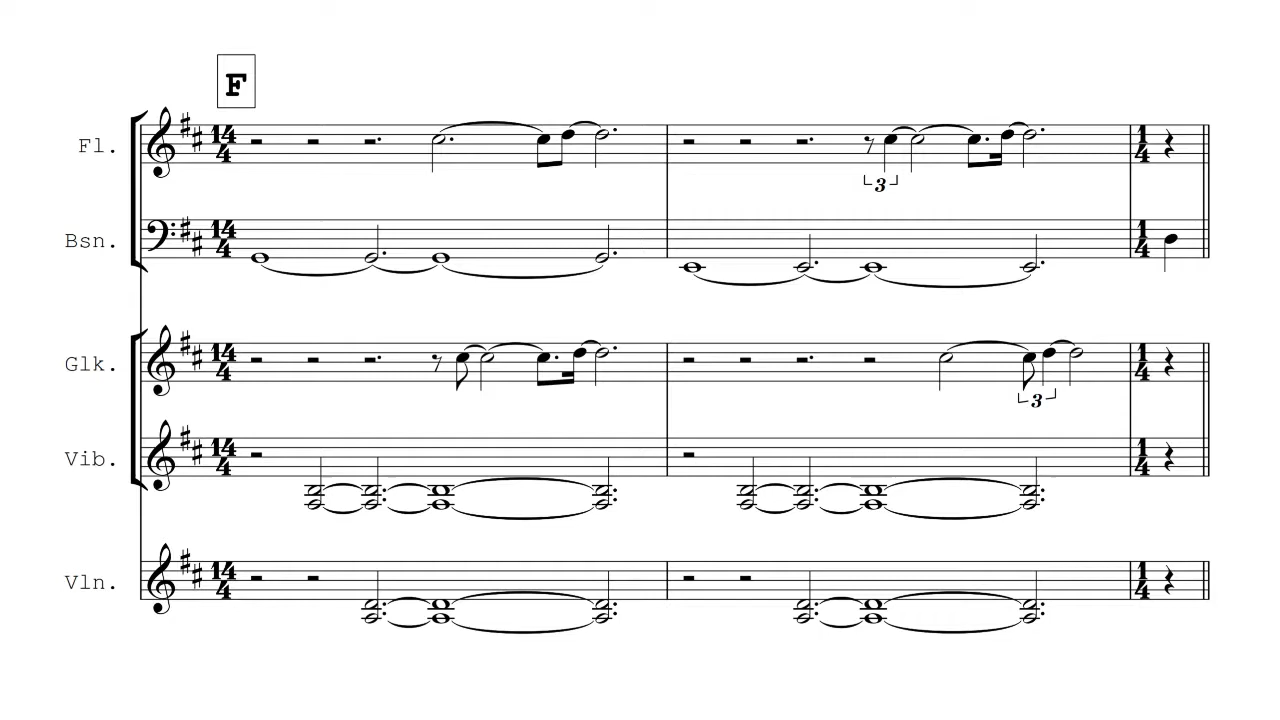 F
Fl. 14/4 3 1/4
Bsn. 14/4 1/4
Glk. 14/4 3 1/4
Vib. 14/4 1/4
Vln. 14/4 1/4